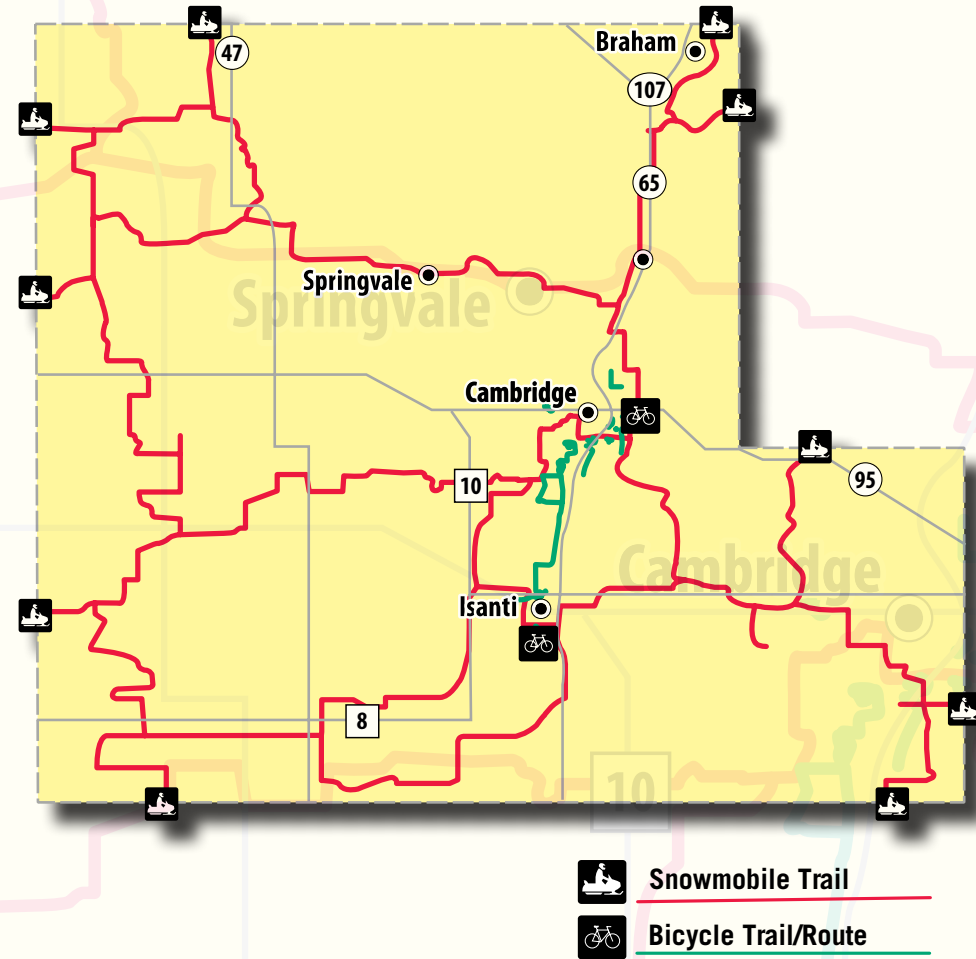 Braham
47
107
65
Springvale
Springvale
Cambridge
95
10
Cambridge
Isanti
8
10
Snowmobile Trail
Bicycle Trail/Route